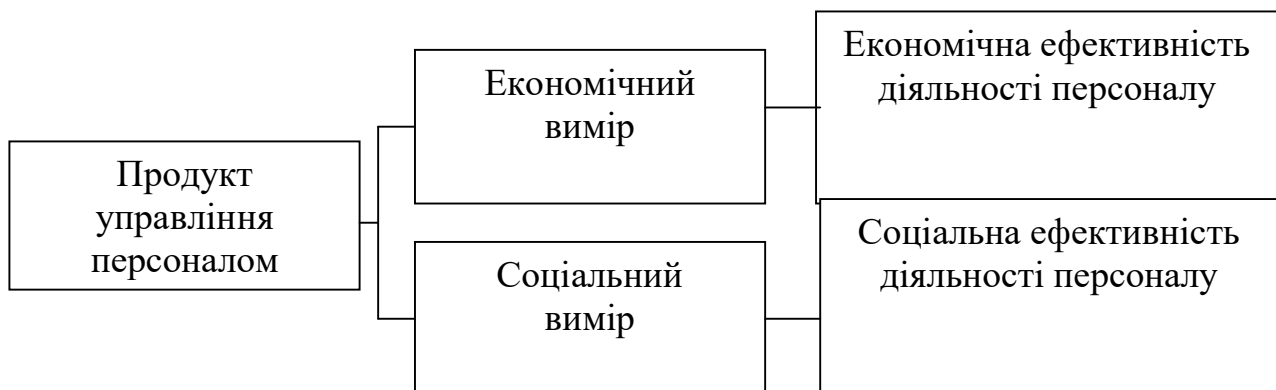 Продукт
управління
персоналом
Економічний
вимір
Соціальний
вимір
Економічна ефективність
діяльності персоналу
Соціальна ефективність
діяльності персоналу